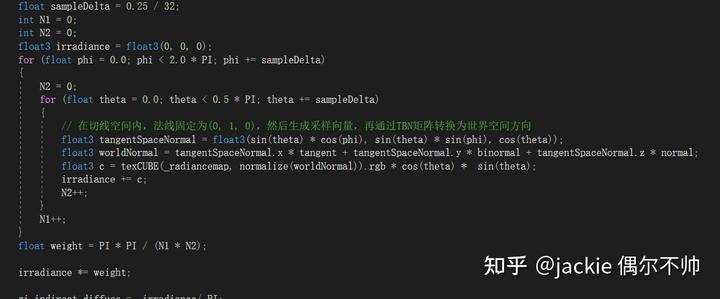 float sampleDelta = 0.25 / 32;
int N1 = 0;
int N2 = 0;
float3 irradiance = float3(0, 0, 0);
for (float phi = 0.0; phi < 2.0 * PI; phi += sampleDelta)
{
N2 = 0;
for (float theta = 0.0; theta < 0.5 * PI; theta += sampleDelta)
{
// 在切线空间内，法线固定为(0, 1, 0)，然后生成采样向量，再通过TBN矩阵转换为世界空间方向
float3 tangentSpaceNormal = float3(sin(theta) * cos(phi), sin(theta) * sin(phi), cos(theta));
float3 worldNormal = tangentSpaceNormal.x * tangent + tangentSpaceNormal.y * binormal + tangentSpaceNormal.z * normal;
float3 c = texCUBE(_radiancemap, normalize(worldNormal)).rgb * cos(theta) * sin(theta);
irradiance += c;
N2++;
}
N1++;
}
float weight = PI * PI / (N1 * N2);
irradiance *= weight;
gi.indirect.diffuse = irradiance/ PI;
知乎 @jackie 偶尔不帅